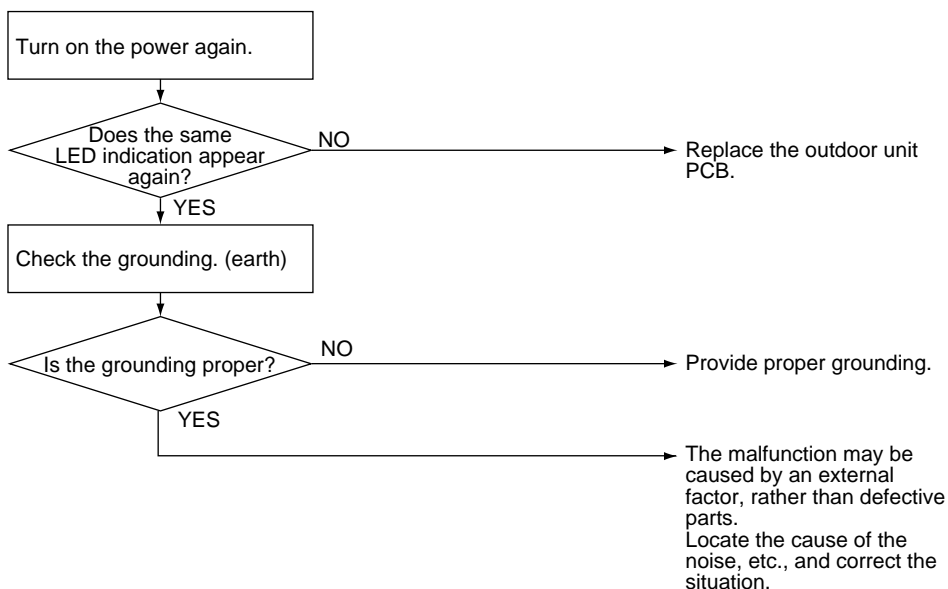 Turn on the power again.
Does the same
LED indication appear
again?
NO
Replace the outdoor unit
PCB.
YES
Check the grounding. (earth)
Is the grounding proper?
NO
Provide proper grounding.
YES
The malfunction may be
caused by an external
factor, rather than defective
parts.
Locate the cause of the
noise, etc., and correct the
situation.